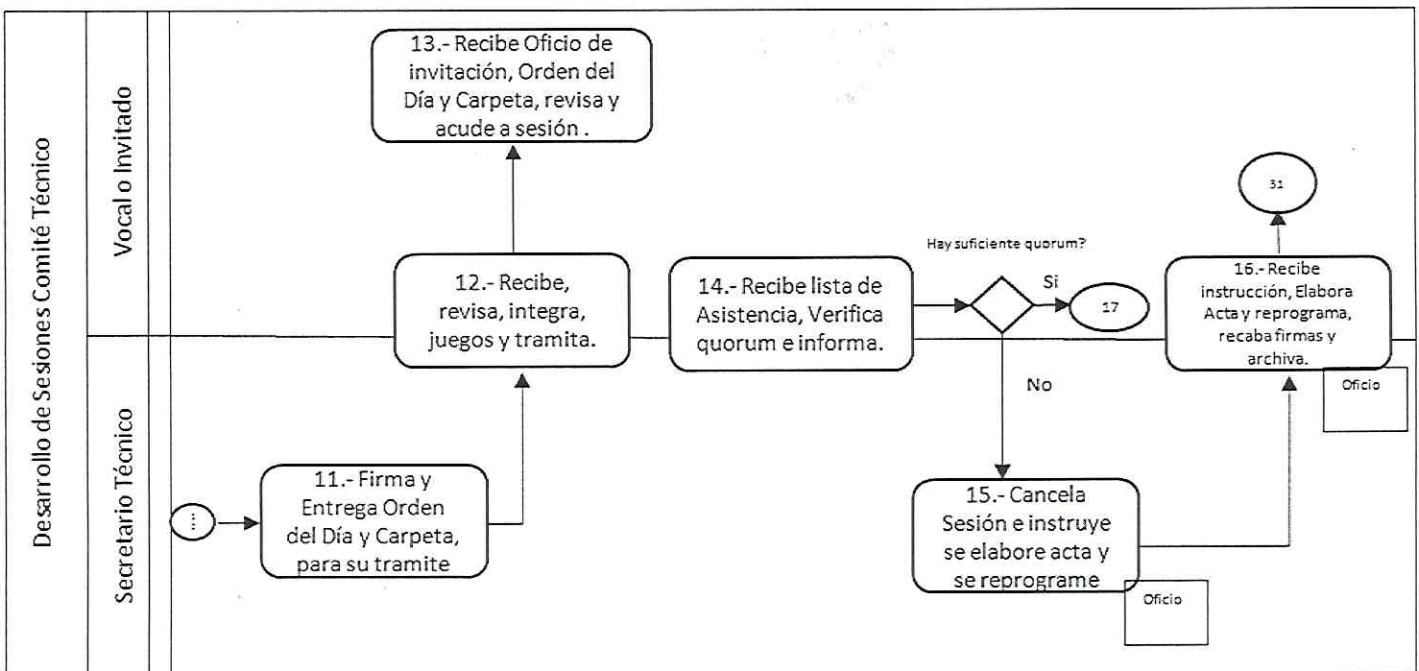 Desarrollo de Sesiones Comité Técnico
Vocal o Invitado
Secretario Técnico
13.- Recibe Oficio de
invitación, Orden del
Día y Carpeta, revisa y
acude a sesión .
12.- Recibe,
revisa, integra,
juegos y tramita.
14.- Recibe lista de
Asistencia, Verifica
quorum e informa.
Hay suficiente quorum?
Si
17
No
31
16.- Recibe
instrucción, Elabora
Acta y reprograma,
recaba firmas y
archiva.
Oficio
11.- Firma y
Entrega Orden
del Día y Carpeta,
para su tramite
15.- Cancela
Sesión e instruye
se elabore acta y
se reprograme
Oficio